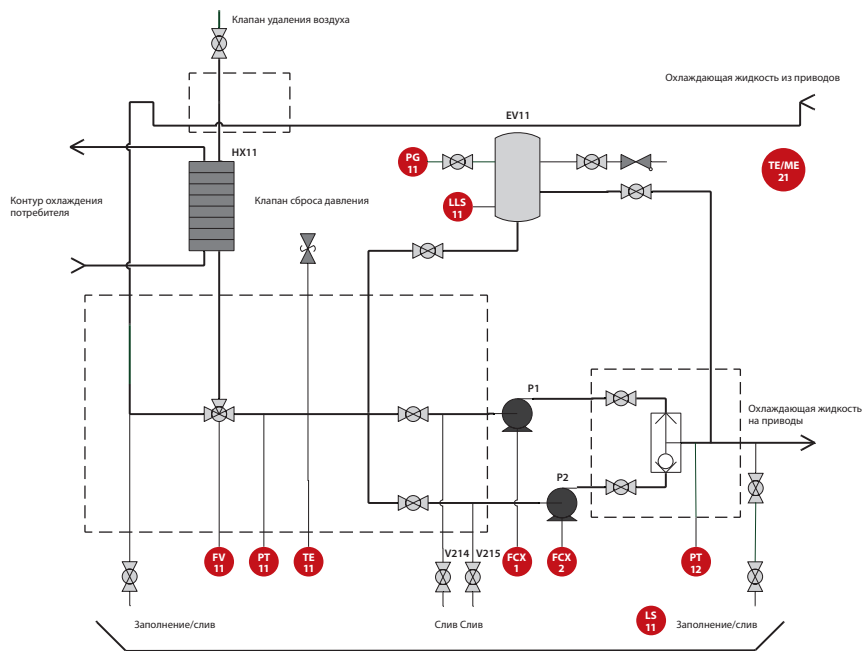 Клапан удаления воздуха
Охлаждающая жидкость из приводов
EV11
HX11
PG
11
TE/ME
21
Контур охлаждения
потребителя
Клапан сброса давления
LLS
11
P1
Охлаждающая жидкость
на приводы
P2
V214
V215
FV
11
PT
11
TE
11
FCX
1
FCX
2
PT
12
LS
11
Заполнение/слив
Слив Слив
Заполнение/слив